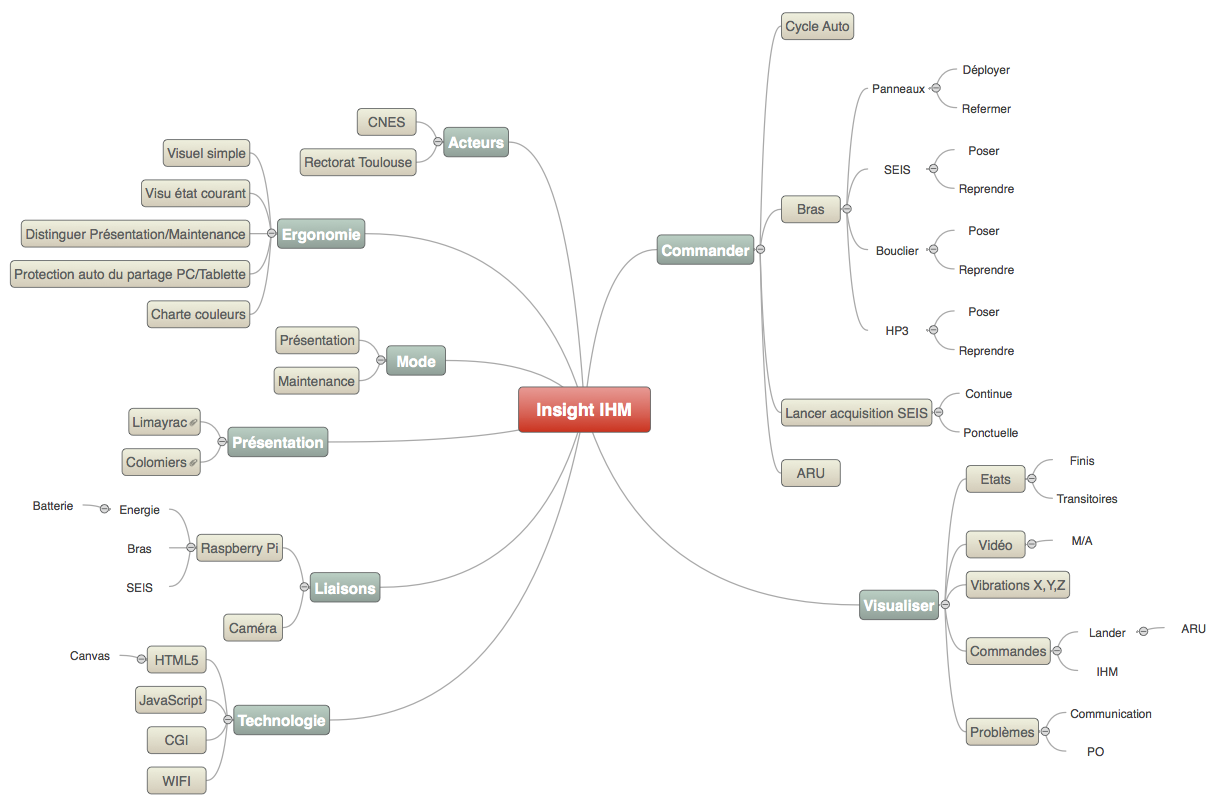 Insight IHM
Acteurs
CNES
Rectorat Toulouse
Ergonomie
Visuel simple
Visu état courant
Distinguer Présentation/Maintenance
Protection auto du partage PC/Tablette
Charte couleurs
Mode
Présentation
Maintenance
Présentation
Limayrac
Colomiers
Liaisons
Raspberry Pi
Energie
Batterie
Bras
SEIS
Caméra
Technologie
HTML5
Canvas
JavaScript
CGI
WIFI
Commander
Cycle Auto
Bras
Panneaux
Déployer
Refermer
SEIS
Poser
Reprendre
Bouclier
Poser
Reprendre
HP3
Poser
Reprendre
Lancer acquisition SEIS
Continue
Ponctuelle
ARU
Visualiser
Etats
Finis
Transitoires
Vidéo
M/A
Vibrations X,Y,Z
Commandes
Lander
ARU
IHM
Problèmes
Communication
PO